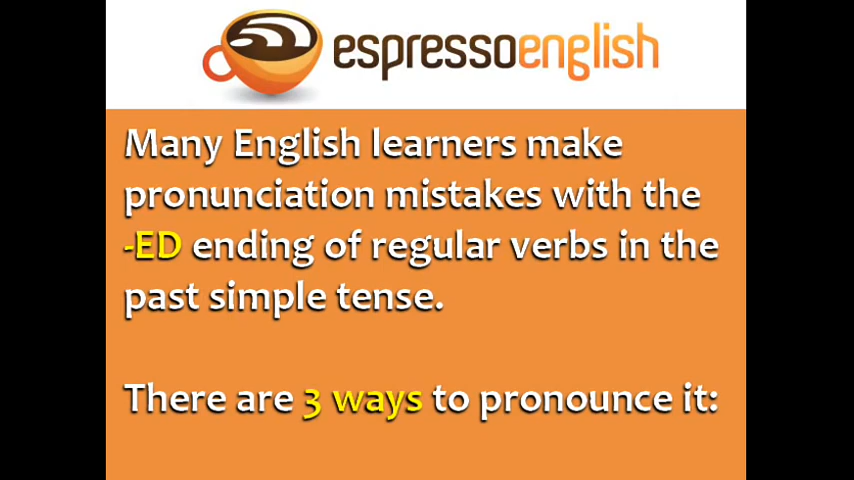 espressoenglish
Many English learners make
pronunciation mistakes with the
-ED ending of regular verbs in the
past simple tense.
There are 3 ways to pronounce it: